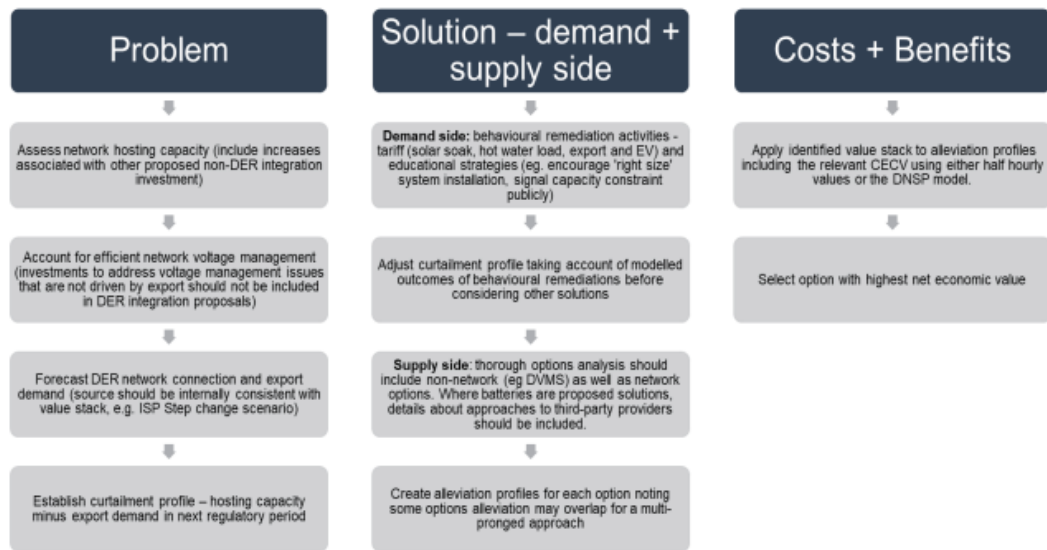 Problem
Assess network hosting capacity (include increases
associated with other proposed non-DER integration
investment)
Account for efficient network voltage management
(investments to address voltage management issues
that are not driven by export should not be included
in DER integration proposals)
Forecast DER network connection and export
demand (source should be internally consistent with
value stack, e.g. ISP Step change scenario)
Establish curtailment profile – hosting capacity
minus export demand in next regulatory period
Solution – demand +
supply side
Demand side: behavioural remediation activities -
tariff (solar soak, hot water load, export and EV) and
educational strategies (eg. encourage 'right size'
system installation, signal capacity constraint
publicly)
Adjust curtailment profile taking account of modelled
outcomes of behavioural remediations before
considering other solutions
Supply side: thorough options analysis should
include non-network (eg DVMS) as well as network
options. Where batteries are proposed solutions,
details about approaches to third-party providers
should be included.
Create alleviation profiles for each option noting
some options alleviation may overlap for a multi-
pronged approach
Costs + Benefits
Apply identified value stack to alleviation profiles
including the relevant CECV using either half hourly
values or the DNSP model.
Select option with highest net economic value